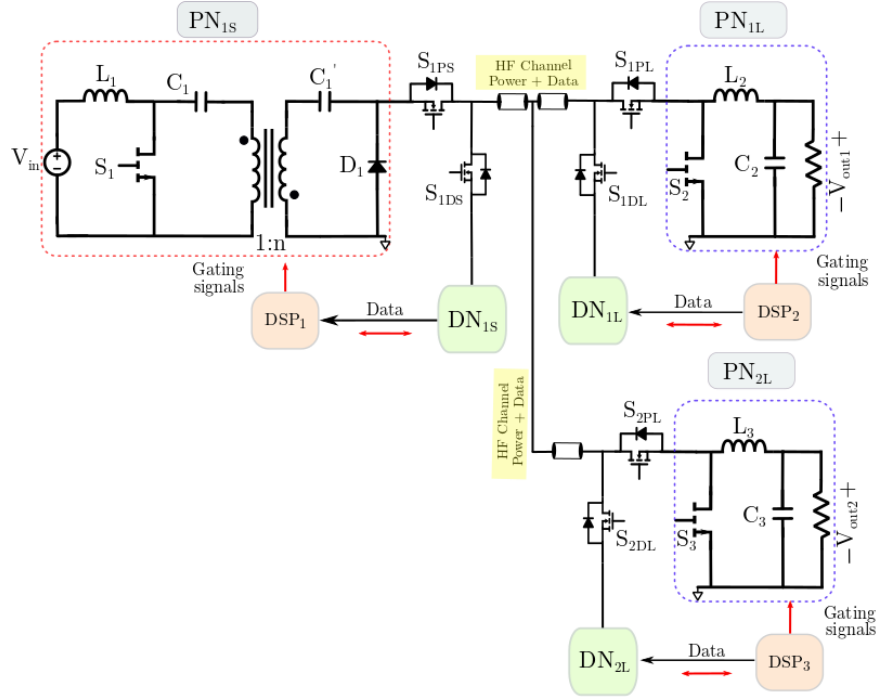 PN1S
PN1L
L1
C1
C1'
S1PS
HF Channel
Power + Data
S1PL
L2
Vin
S1
D1
S1DS
S1DL
S2
C2
−Vout1+
1:n
Gating
signals
Gating
signals
DSP1
Data
DN1S
DN1L
Data
DSP2
PN2L
HF Channel
Power + Data
S2PL
L3
S2DL
S3
C3
−Vout2+
Gating
signals
DN2L
Data
DSP3